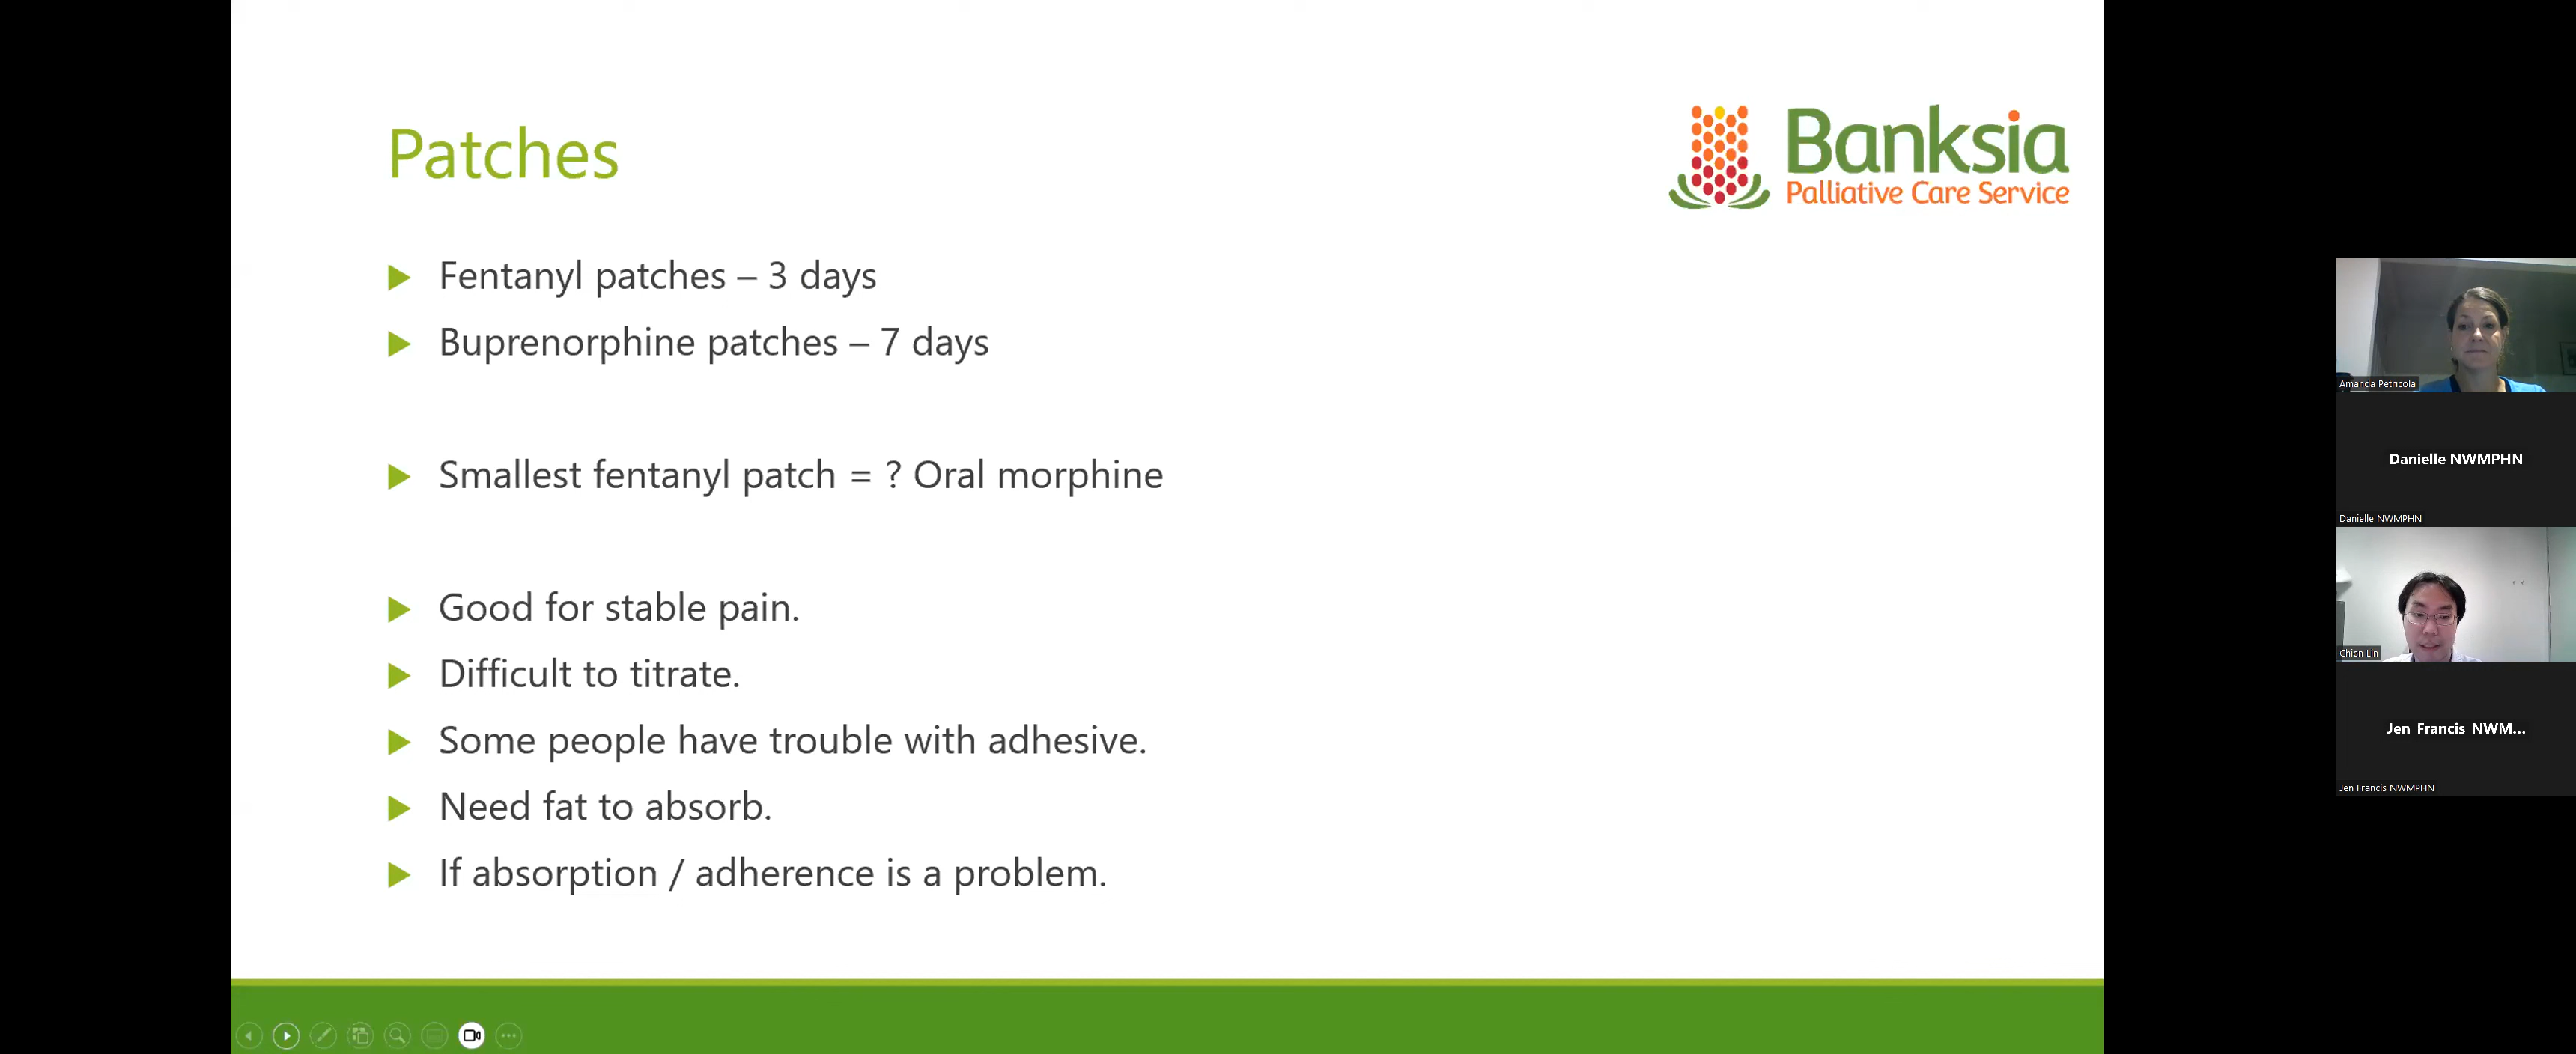 Patches
Banksia
Palliative Care Service
Fentanyl patches – 3 days
Buprenorphine patches – 7 days
Smallest fentanyl patch = ? Oral morphine
Good for stable pain.
Difficult to titrate.
Some people have trouble with adhesive.
Need fat to absorb.
If absorption / adherence is a problem.
Amanda Petricola
Danielle NWMPHN
Danielle NWMPHN
Chien Lin
Jen Francis NWM...
Jen Francis NWMPHN